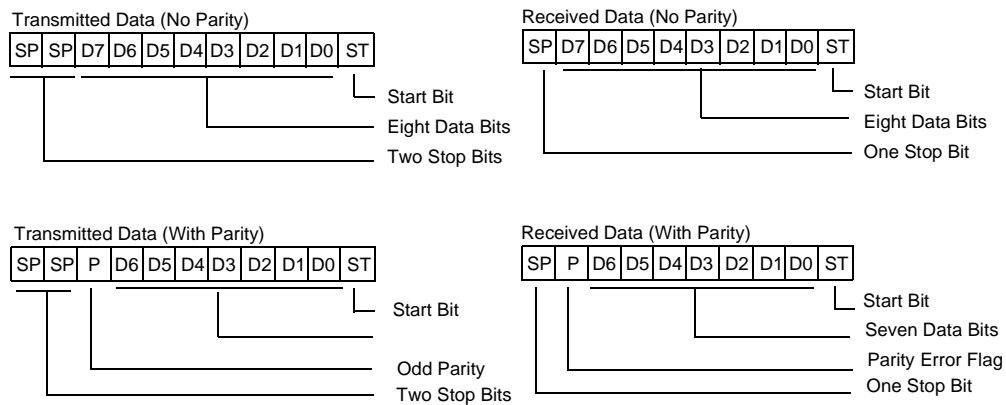 Transmitted Data (No Parity)
SP SP D7 D6 D5 D4 D3 D2 D1 D0 ST
Start Bit
Eight Data Bits
Two Stop Bits
Received Data (No Parity)
SP D7 D6 D5 D4 D3 D2 D1 D0 ST
Start Bit
Eight Data Bits
One Stop Bit
Transmitted Data (With Parity)
SP SP P D6 D5 D4 D3 D2 D1 D0 ST
Start Bit
Odd Parity
Two Stop Bits
Received Data (With Parity)
SP P D6 D5 D4 D3 D2 D1 D0 ST
Start Bit
Seven Data Bits
Parity Error Flag
One Stop Bit